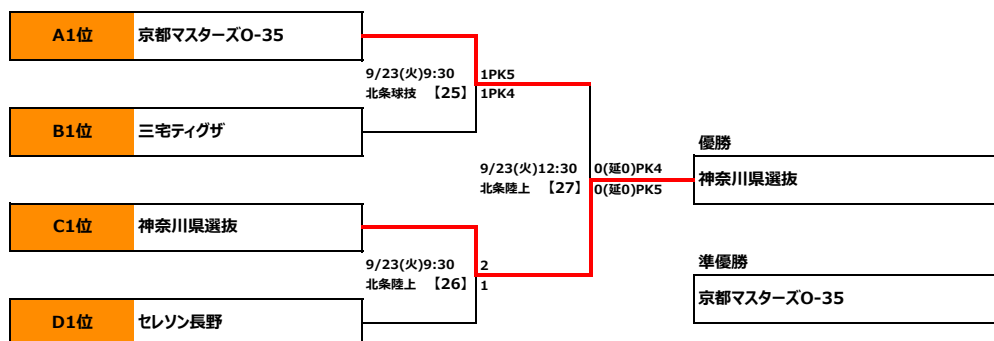 A1位 京都マスターズO-35
9/23(火)9:30 1PK5
北条球技 【25】 1PK4
B1位 三宅ティグザ
優勝
9/23(火)12:30 0(延0)PK4
神奈川県選抜
北条陸上 【27】 0(延0)PK5
C1位 神奈川県選抜
9/23(火)9:30 2
北条陸上 【26】 1
準優勝
京都マスターズO-35
D1位 セレソン長野